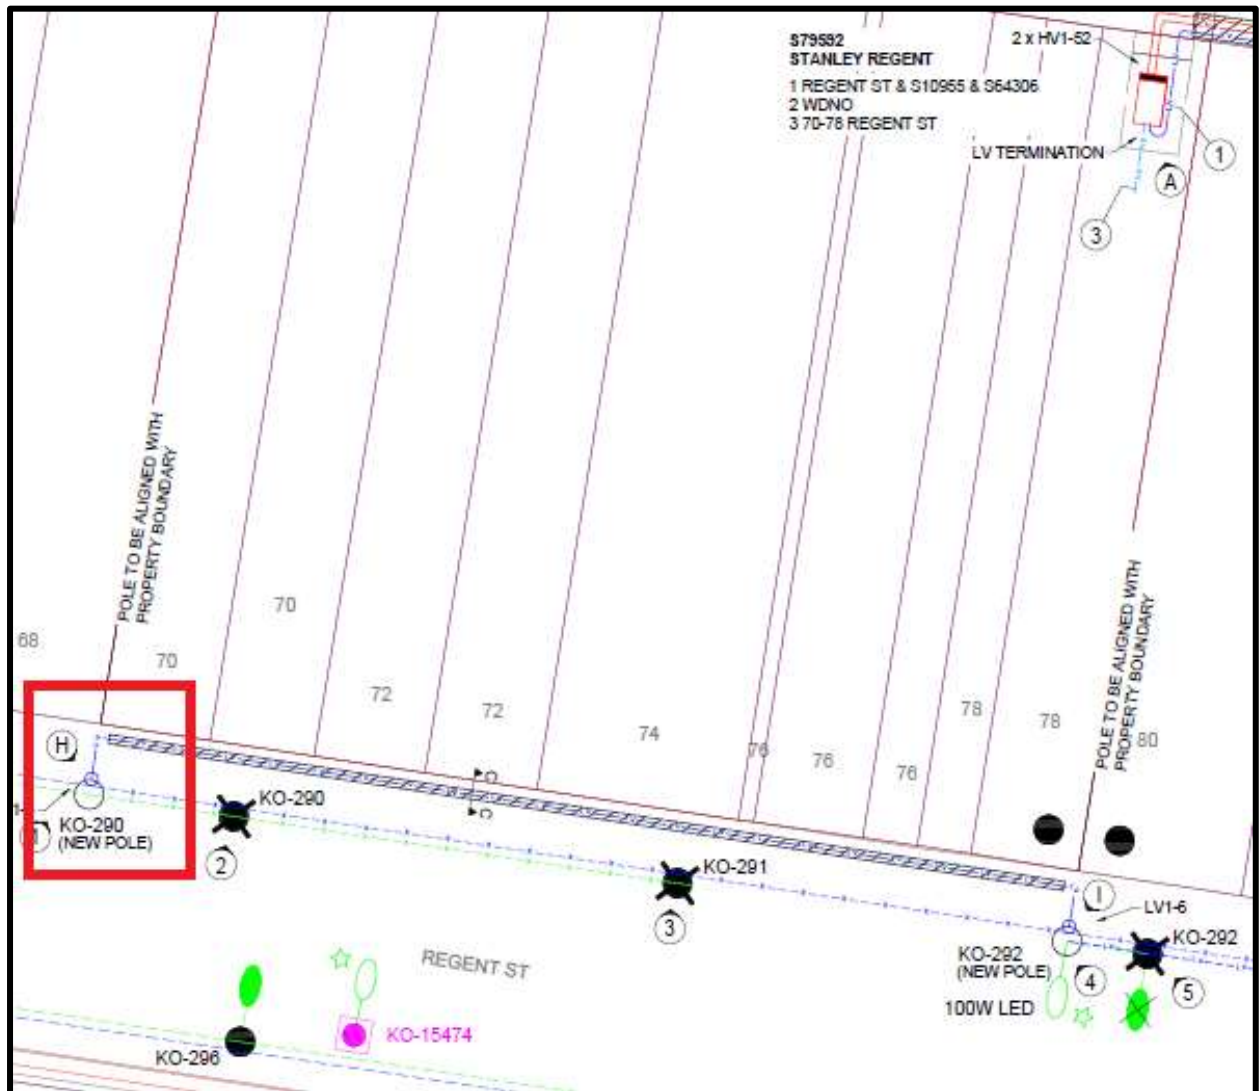 S79592
STANLEY REGENT
1 REGENT ST & S10955 & S64306
2 WDNO
3 70-78 REGENT ST
2 x HV1-52
LV TERMINATION
1
A
3
POLE TO BE ALIGNED WITH
PROPERTY BOUNDARY
POLE TO BE ALIGNED WITH
PROPERTY BOUNDARY
68
70
70
72
72
74
76
76
76
78
78
80
H
C
C
KO-290
KO-290
(NEW POLE)
1
2
KO-291
3
I
LV1-6
KO-292
KO-292
(NEW POLE)
4
5
100W LED
REGENT ST
KO-15474
KO-296